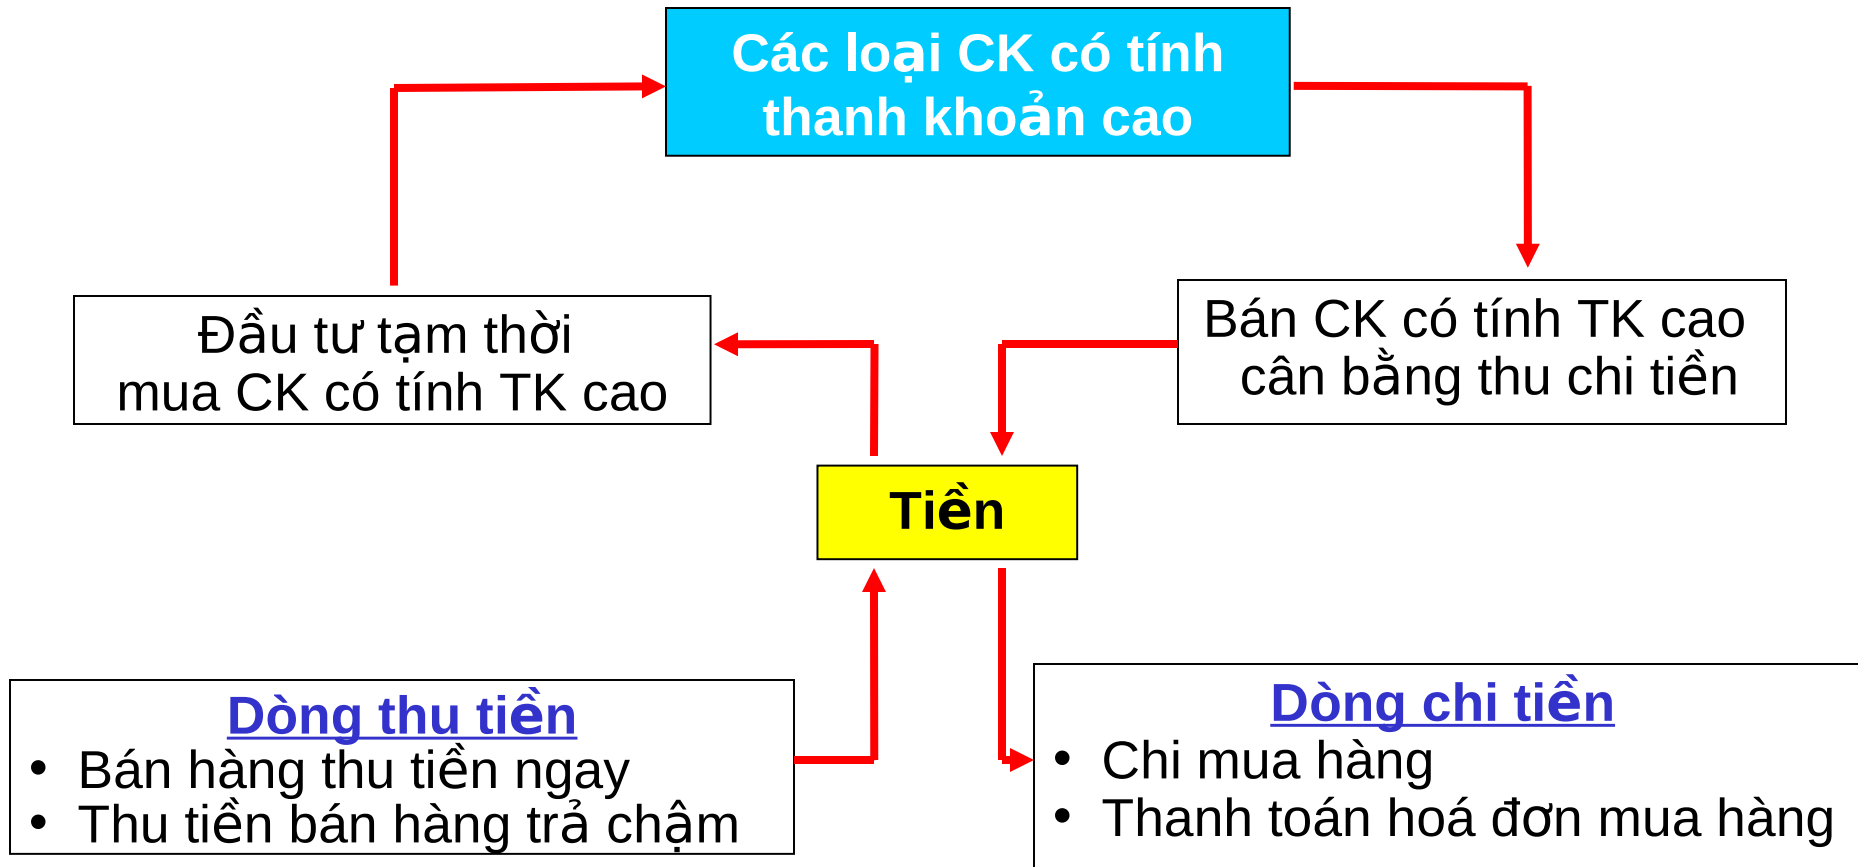 Các loại CK có tính
thanh khoản cao
Đầu tư tạm thời
mua CK có tính TK cao
Bán CK có tính TK cao
cân bằng thu chi tiền
Tiền
Dòng thu tiền
• Bán hàng thu tiền ngay
• Thu tiền bán hàng trả chậm
Dòng chi tiền
• Chi mua hàng
• Thanh toán hoá đơn mua hàng